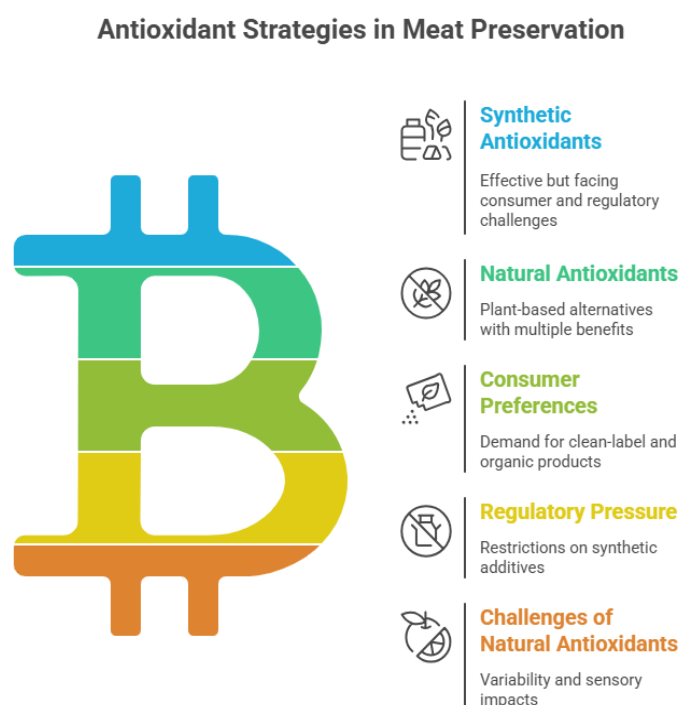 Antioxidant Strategies in Meat Preservation
Synthetic
Antioxidants
Effective but facing
consumer and regulatory
challenges
Natural Antioxidants
Plant-based alternatives
with multiple benefits
Consumer
Preferences
Demand for clean-label and
organic products
Regulatory Pressure
Restrictions on synthetic
additives
Challenges of
Natural Antioxidants
Variability and sensory
impacts